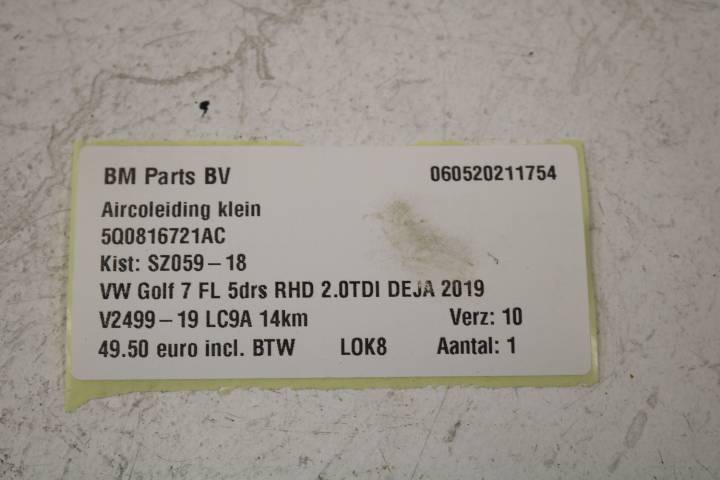 BM Parts BV 060520211754
Aircoleiding klein
5Q0816721AC
Kist: SZ059-18
VW Golf 7 FL 5drs RHD 2.0TDI DEJA 2019
V2499-19 LC9A 14km Verz: 10
49.50 euro incl. BTW LOK8 Aantal: 1